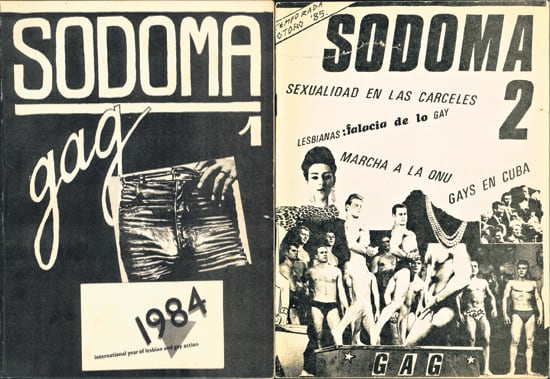 SODOMA
1
gag
1984
international year of lesbian and gay action
TEMPORADA
OTOÑO '85
SODOMA
2
SEXUALIDAD EN LAS CARCELES
LESBIANAS: falacia de lo GAY
MARCHA A LA ONU
GAYS EN CUBA
GAG